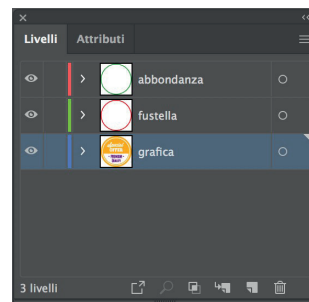 Livelli Attributi
abbondanza
fustella
grafica
3 livelli